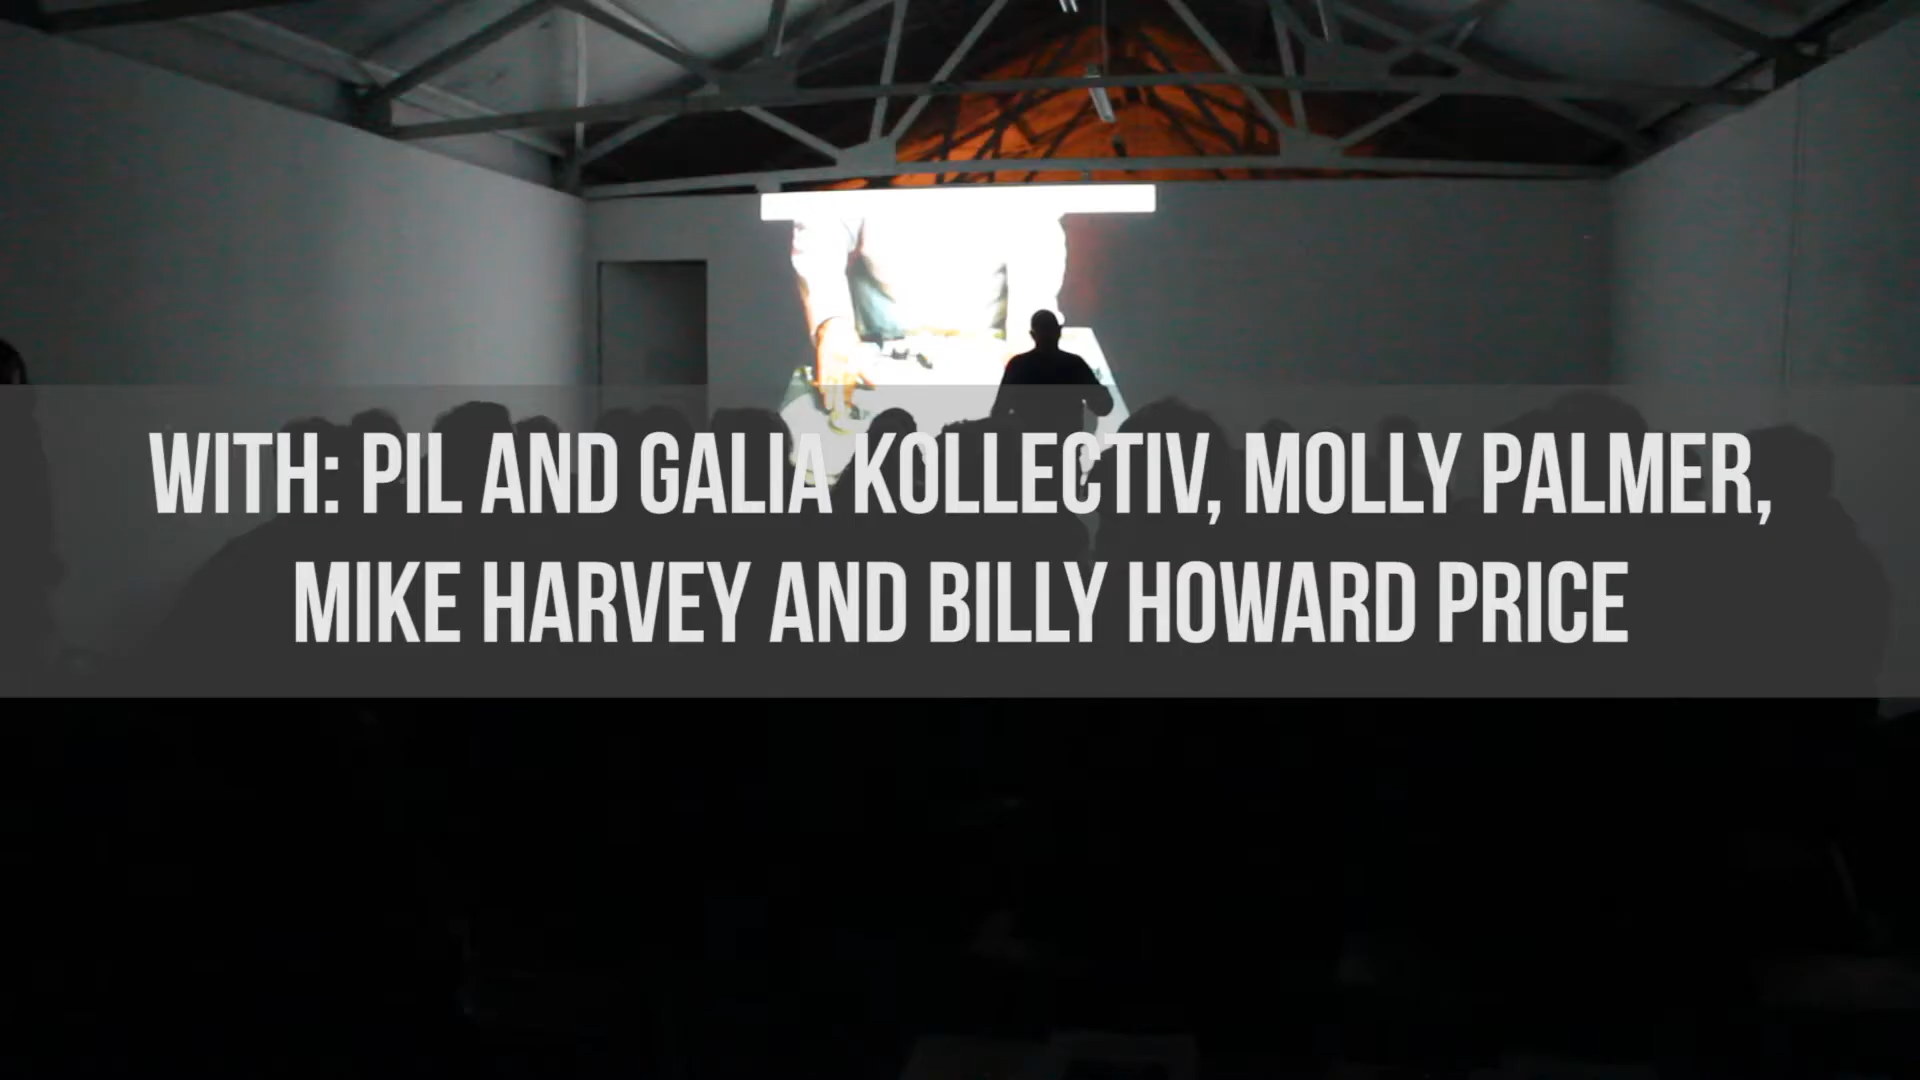 WITH: PIL AND GALIA KOLLECTIV, MOLLY PALMER,
MIKE HARVEY AND BILLY HOWARD PRICE